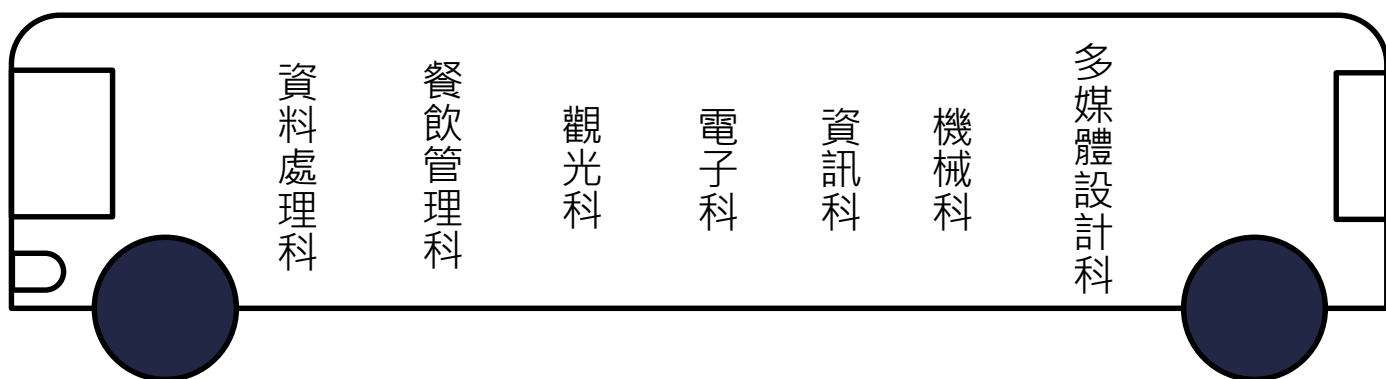 資料處理科
餐飲管理科
觀光科
電子科
資訊科
機械科
多媒體設計科